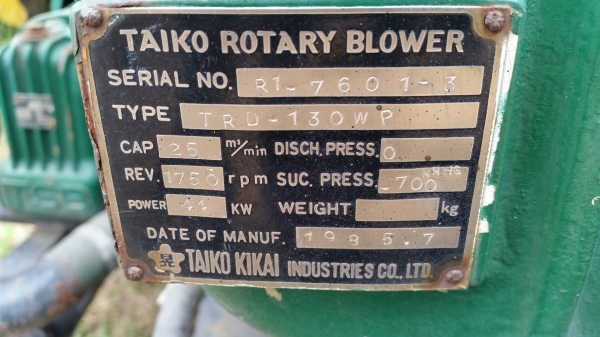 TAIKO ROTARY BLOWER
SERIAL NO. R1-7601-3
TYPE TRD-130WP
CAP 25 m³/min DISCH. PRESS. 0
REV. 1750 rpm SUC. PRESS. -700 MMHG
POWER 44 KW WEIGHT kg
DATE OF MANUF. 1985.7
TAIKO KIKAI INDUSTRIES CO., LTD.